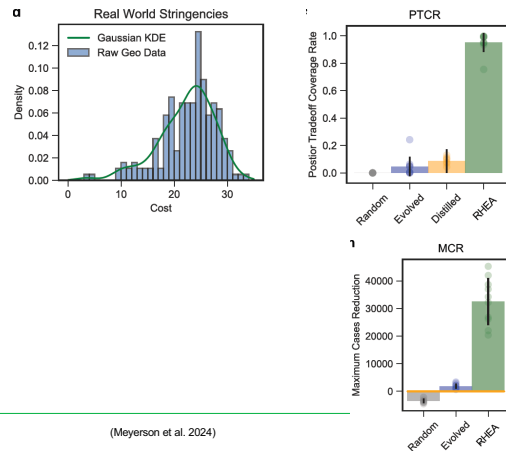 a
Real World Stringencies
Gaussian KDE
Raw Geo Data
Density
0.12
0.10
0.08
0.06
0.04
0.02
0.00
0 10 20 30
Cost
PTCR
Postior Tradeoff Coverage Rate
1.0
0.8
0.6
0.4
0.2
0.0
Random
Evolved
Distilled
RHEA
MCR
Maximum Cases Reduction
40000
30000
20000
10000
0
Random
Evolved
RHEA
(Meyerson et al. 2024)